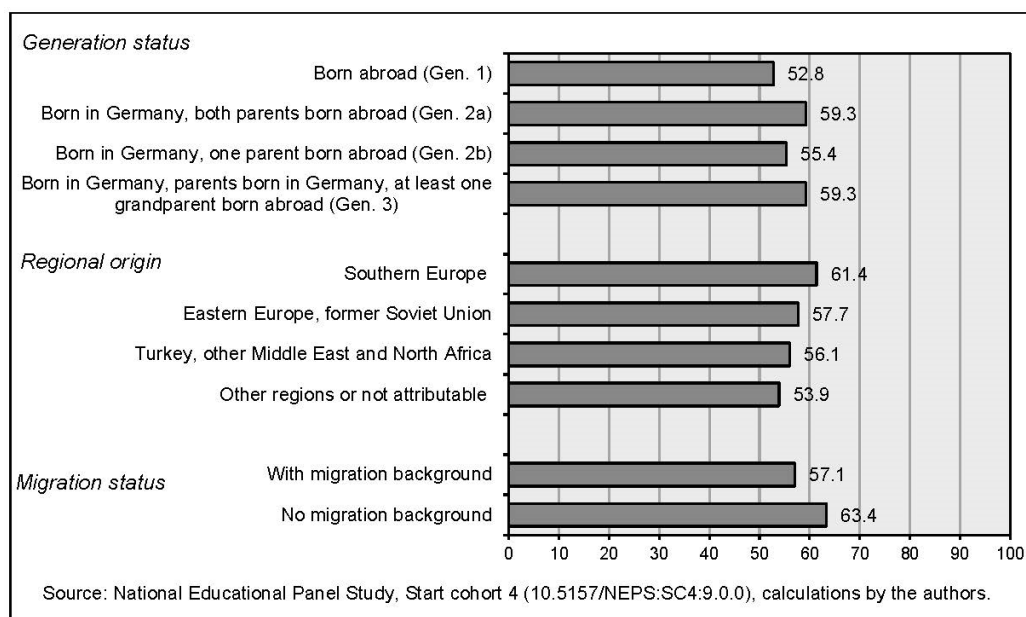 Generation status
Born abroad (Gen. 1)
52.8
Born in Germany, both parents born abroad (Gen. 2a)
59.3
Born in Germany, one parent born abroad (Gen. 2b)
55.4
Born in Germany, parents born in Germany, at least one
grandparent born abroad (Gen. 3)
59.3
Regional origin
Southern Europe
61.4
Eastern Europe, former Soviet Union
57.7
Turkey, other Middle East and North Africa
56.1
Other regions or not attributable
53.9
Migration status
With migration background
57.1
No migration background
63.4
0 10 20 30 40 50 60 70 80 90 100
Source: National Educational Panel Study, Start cohort 4 (10.5157/NEPS:SC4:9.0.0), calculations by the authors.